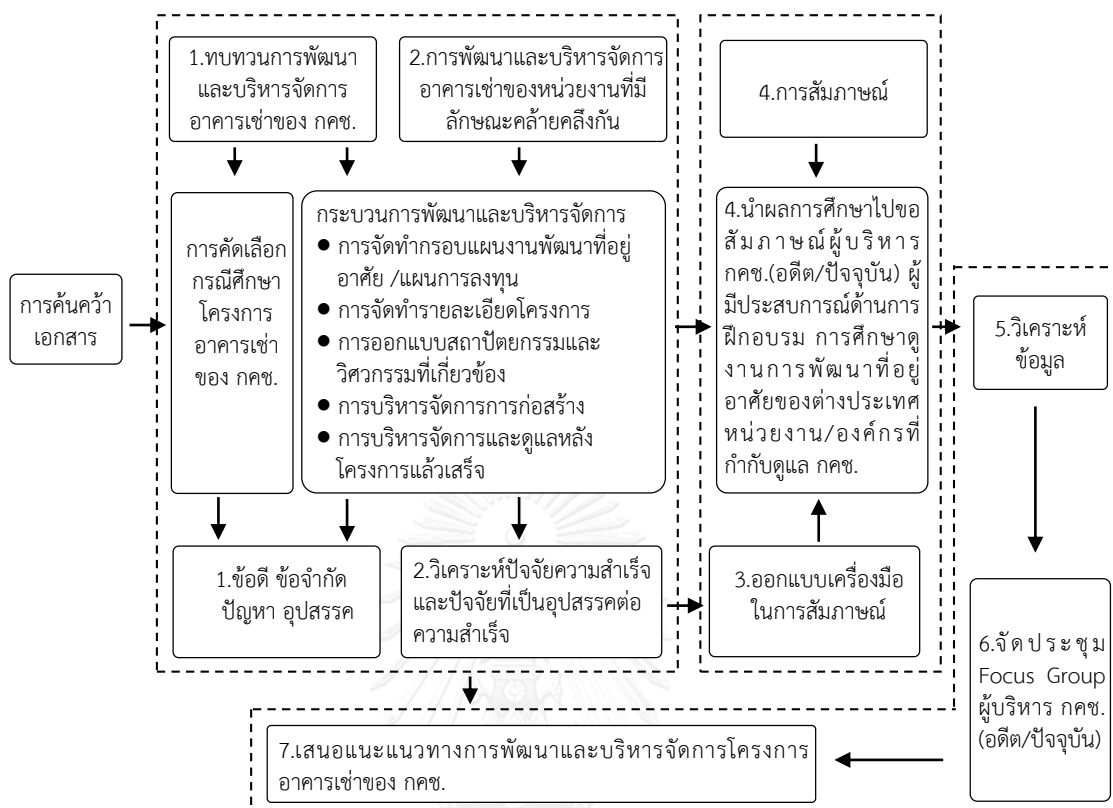 การค้นคว้า
เอกสาร
1.ทบทวนการพัฒนา
และบริหารจัดการ
อาคารเช่าของ กคช.
2.การพัฒนาและบริหารจัดการ
อาคารเช่าของหน่วยงานที่มี
ลักษณะคล้ายคลึงกัน
การคัดเลือก
กรณีศึกษา
โครงการ
อาคารเช่า
ของ กคช.
กระบวนการพัฒนาและบริหารจัดการ
● การจัดทำกรอบแผนงานพัฒนาที่อยู่
อาศัย /แผนการลงทุน
● การจัดทำรายละเอียดโครงการ
● การออกแบบสถาปัตยกรรมและ
วิศวกรรมที่เกี่ยวข้อง
● การบริหารจัดการการก่อสร้าง
● การบริหารจัดการและดูแลหลัง
โครงการแล้วเสร็จ
1.ข้อดี ข้อจำกัด
ปัญหา อุปสรรค
2.วิเคราะห์ปัจจัยความสำเร็จ
และปัจจัยที่เป็นอุปสรรคต่อ
ความสำเร็จ
4.การสัมภาษณ์
4.นำผลการศึกษาไปขอ
สัมภาษณ์ผู้บริหาร
กคช.(อดีต/ปัจจุบัน) ผู้
มีประสบการณ์ด้านการ
ฝึกอบรม การศึกษาดู
งานการพัฒนาที่อยู่
อาศัยของต่างประเทศ
หน่วยงาน/องค์กรที่
กำกับดูแล กคช.
3.ออกแบบเครื่องมือ
ในการสัมภาษณ์
5.วิเคราะห์
ข้อมูล
6.จัดประชุม
Focus Group
ผู้บริหาร กคช.
(อดีต/ปัจจุบัน)
7.เสนอแนะแนวทางการพัฒนาและบริหารจัดการโครงการ
อาคารเช่าของ กคช.